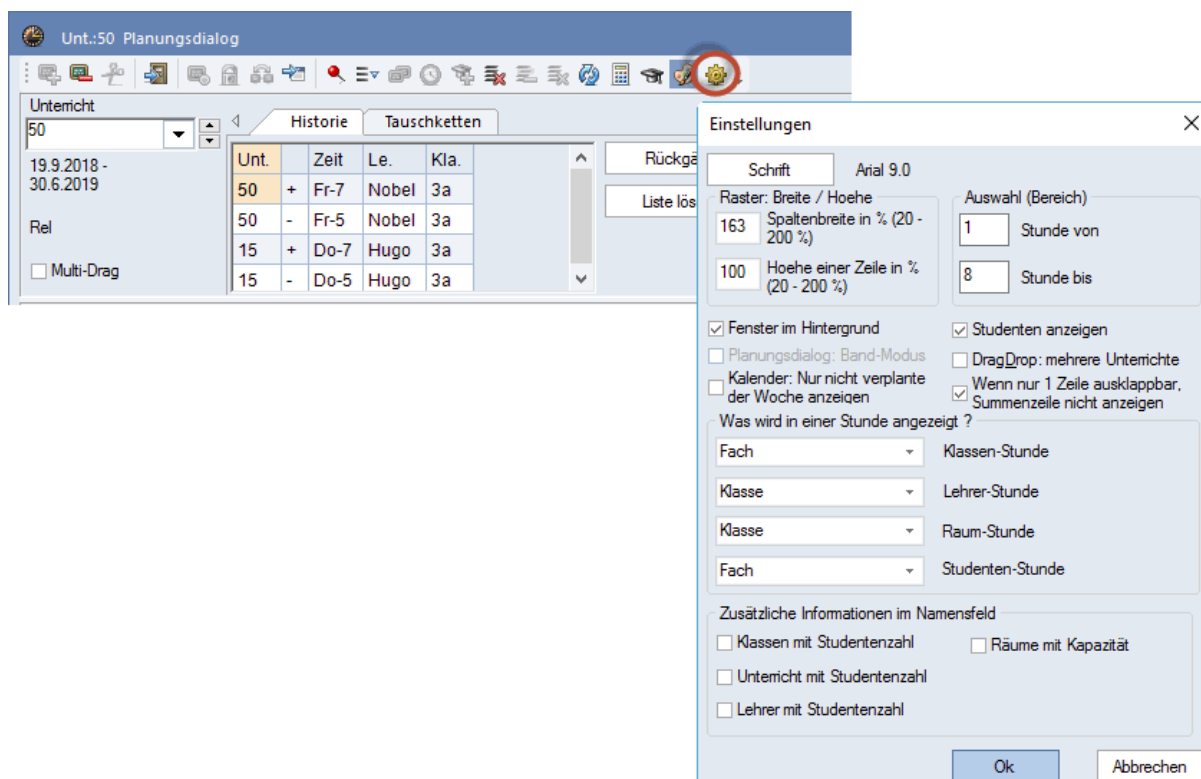 Unt.:50 Planungsdialog
Unterricht
50
19.9.2018 -
30.6.2019
Rel
Multi-Drag
Historie Tauschketten
Unt. Zeit Le. Kla.
50 + Fr-7 Nobel 3a
50 - Fr-5 Nobel 3a
15 + Do-7 Hugo 3a
15 - Do-5 Hugo 3a
Rückgä
Liste lös
Einstellungen
Schrift Arial 9.0
Raster: Breite / Hoehe
163 Spaltenbreite in % (20 -
200 %)
100 Hoehe einer Zeile in %
(20 - 200 %)
Auswahl (Bereich)
1 Stunde von
8 Stunde bis
Fenster im Hintergrund
Planungsdialog: Band-Modus
Kalender: Nur nicht verplante
der Woche anzeigen
Studenten anzeigen
DragDrop: mehrere Unterrichte
Wenn nur 1 Zeile ausklappbar,
Summenzeile nicht anzeigen
Was wird in einer Stunde angezeigt ?
Fach Klassen-Stunde
Klasse Lehrer-Stunde
Klasse Raum-Stunde
Fach Studenten-Stunde
Zusätzliche Informationen im Namensfeld
Klassen mit Studentenzahl Räume mit Kapazität
Unterricht mit Studentenzahl
Lehrer mit Studentenzahl
Ok Abbrechen